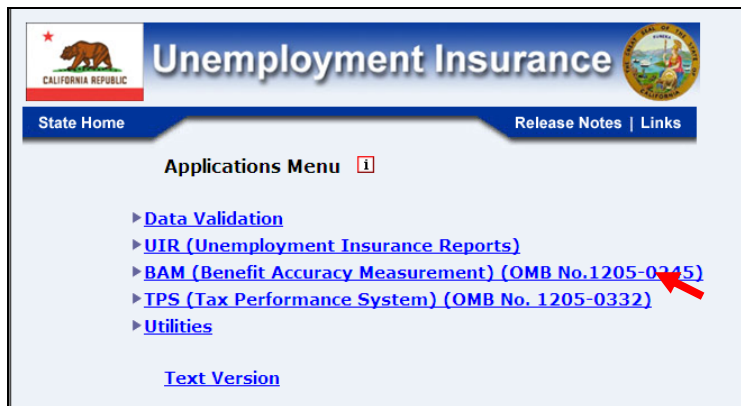 CALIFORNIA REPUBLIC
Unemployment Insurance
State Home
Release Notes | Links
Applications Menu i
Data Validation
UIR (Unemployment Insurance Reports)
BAM (Benefit Accuracy Measurement) (OMB No.1205-0245)
TPS (Tax Performance System) (OMB No. 1205-0332)
Utilities
Text Version